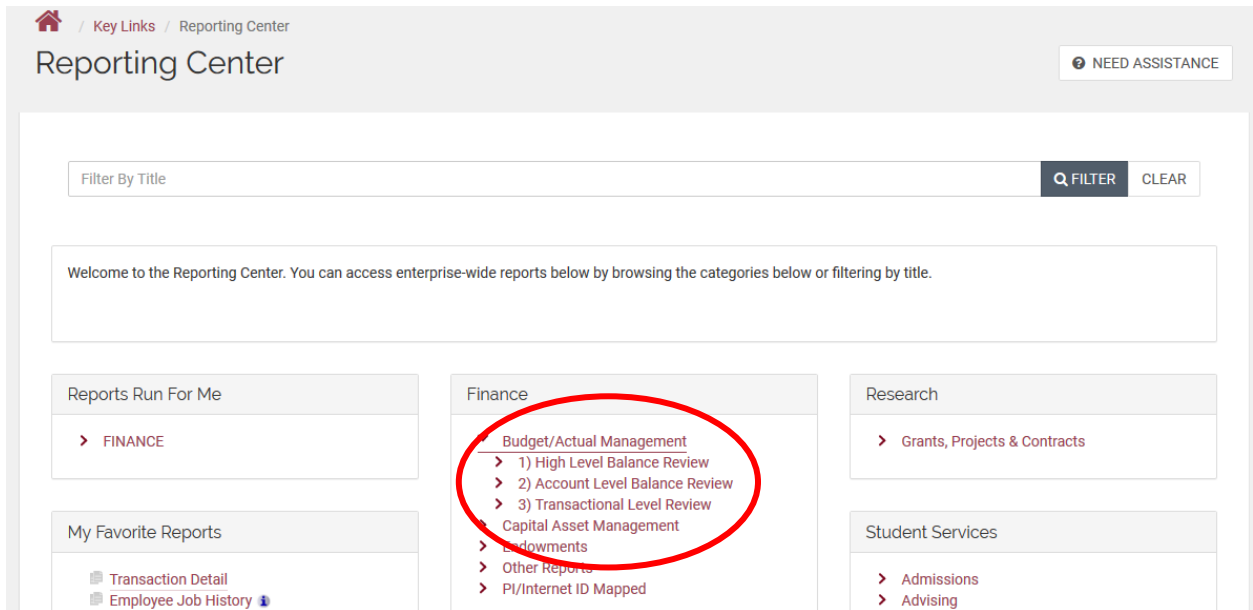 / Key Links / Reporting Center
Reporting Center
NEED ASSISTANCE
Filter By Title
FILTER
CLEAR
Welcome to the Reporting Center. You can access enterprise-wide reports below by browsing the categories below or filtering by title.
Reports Run For Me
FINANCE
My Favorite Reports
Transaction Detail
Employee Job History
Finance
Budget/Actual Management
1) High Level Balance Review
2) Account Level Balance Review
3) Transactional Level Review
Capital Asset Management
Endowments
Other Reports
PI/Internet ID Mapped
Research
Grants, Projects & Contracts
Student Services
Admissions
Advising